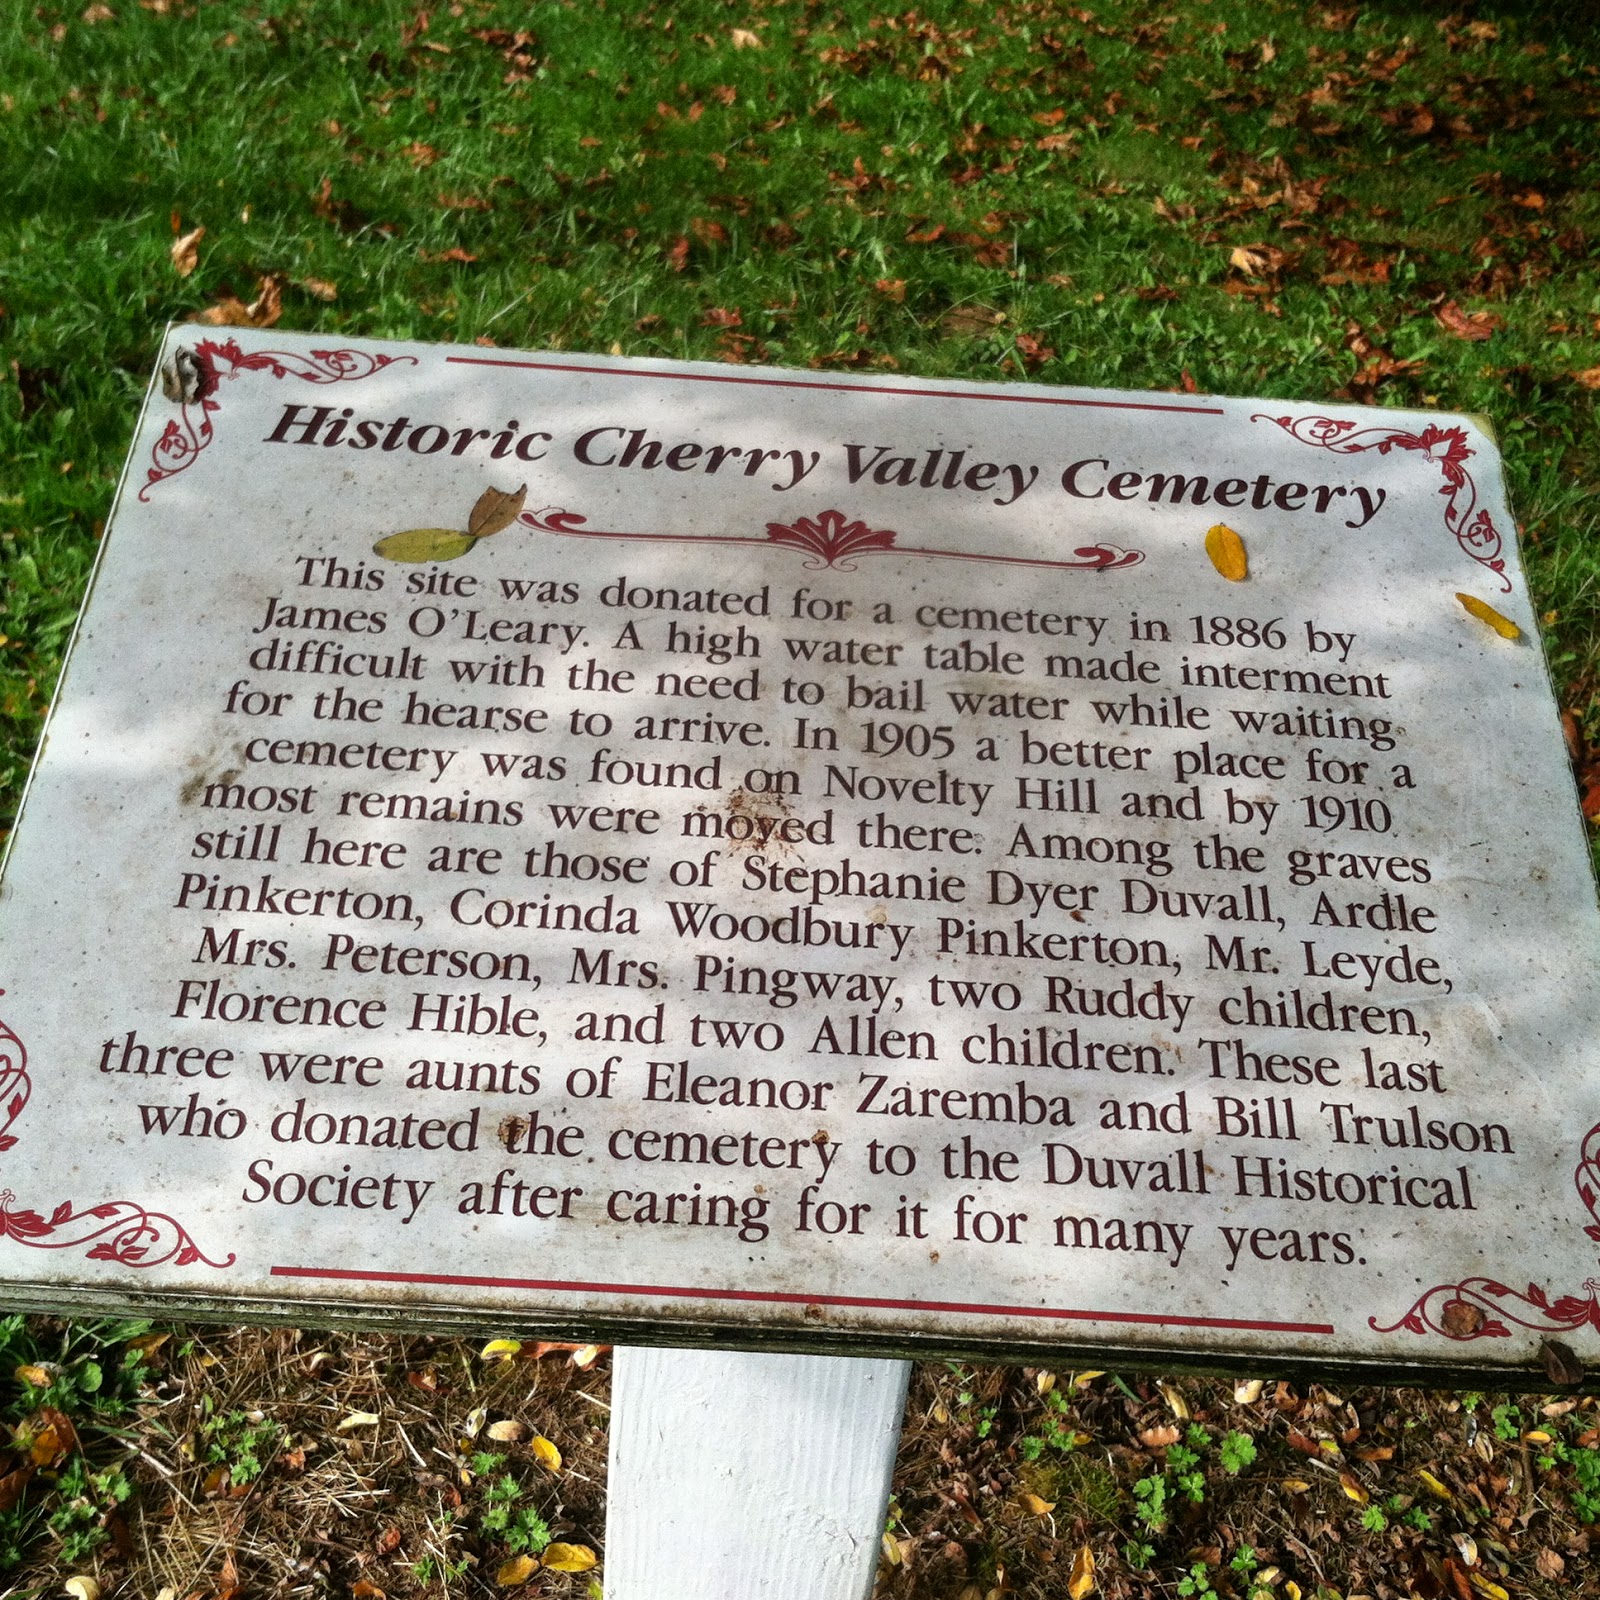 Historic Cherry Valley Cemetery
This site was donated for a cemetery in 1886 by
James O'Leary. A high water table made interment
difficult with the need to bail water while waiting
for the hearse to arrive. In 1905 a better place for a
cemetery was found on Novelty Hill and by 1910
most remains were moved there. Among the graves
still here are those of Stephanie Dyer Duvall, Ardle
Pinkerton, Corinda Woodbury Pinkerton, Mr. Leyde,
Mrs. Peterson, Mrs. Pingway, two Ruddy children,
Florence Hible, and two Allen children. These last
three were aunts of Eleanor Zaremba and Bill Trulson
who donated the cemetery to the Duvall Historical
Society after caring for it for many years.